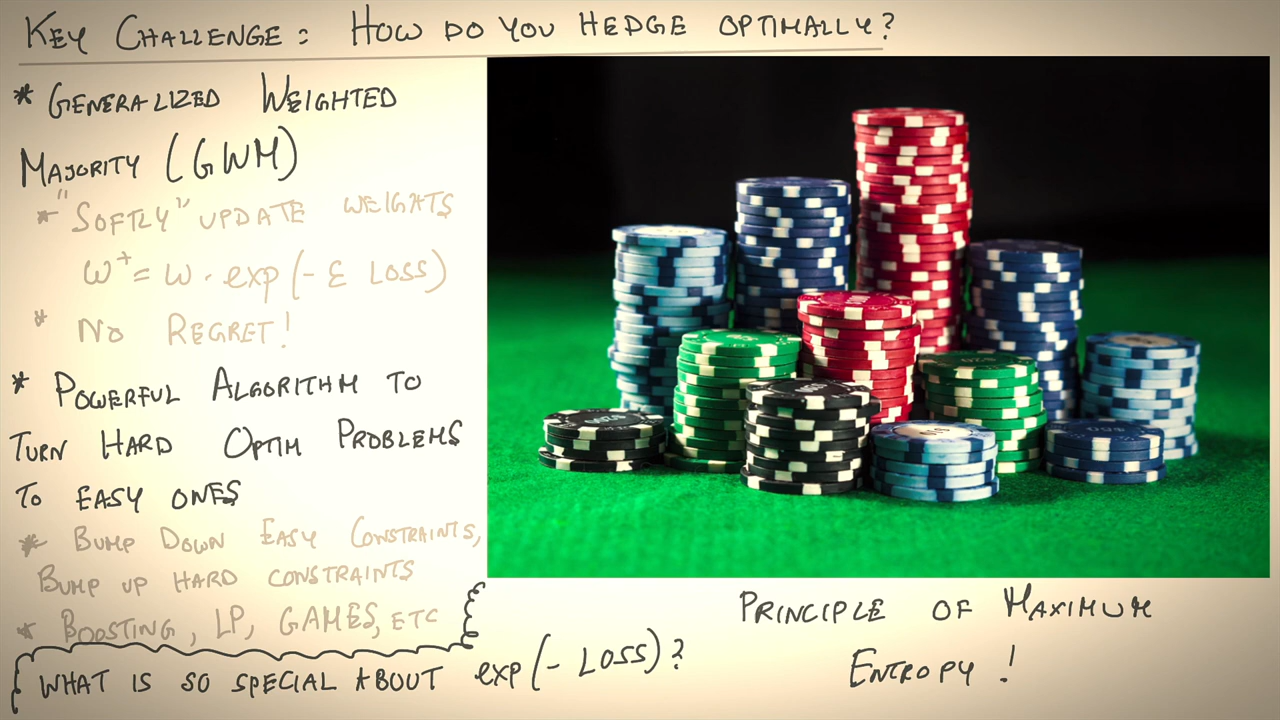 KEY CHALLENGE: HOW DO YOU HEDGE OPTIMALLY?
* GENERALIZED WEIGHTED
MAJORITY (GWM)
* "SOFTLY" UPDATE WEIGHTS
ω⁺ = ω · exp(- ε LOSS)
* NO REGRET!
* POWERFUL ALGORITHM TO
TURN HARD OPTIM PROBLEMS
TO EASY ONES
* BUMP DOWN EASY CONSTRAINTS,
BUMP UP HARD CONSTRAINTS
* BOOSTING, LP, GAMES, ETC
WHAT IS SO SPECIAL ABOUT exp(- LOSS)?
PRINCIPLE OF MAXIMUM
ENTROPY!